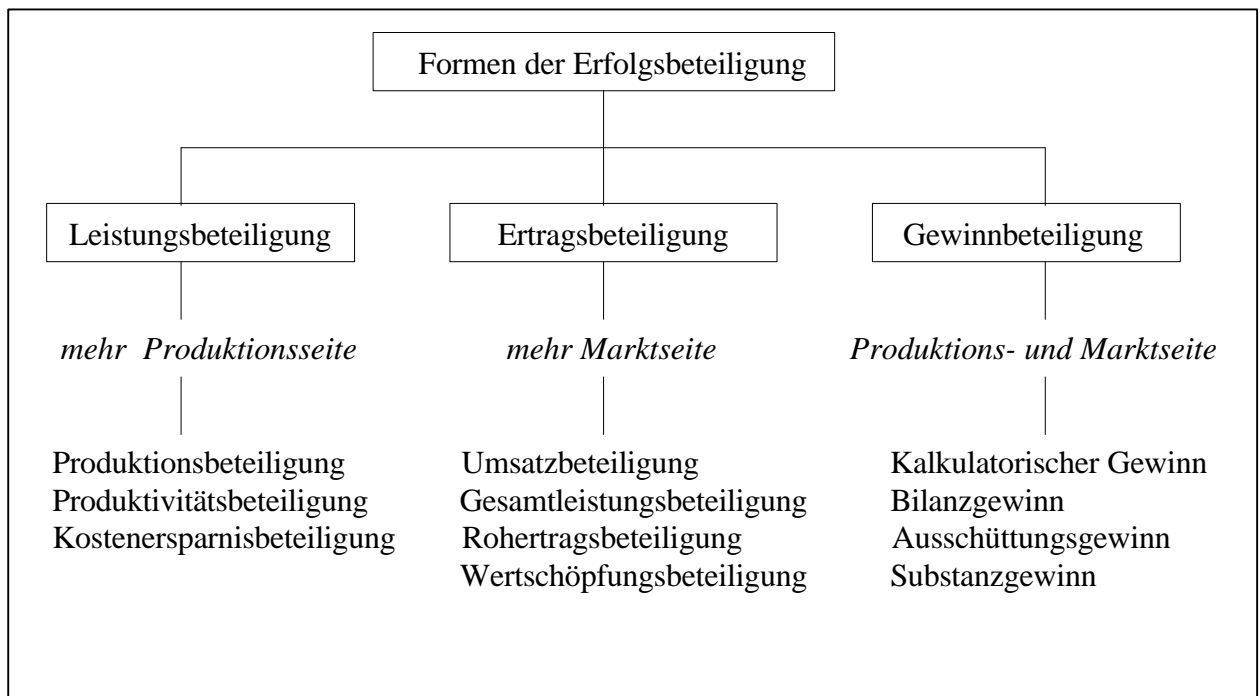 Formen der Erfolgsbeteiligung
Leistungsbeteiligung
mehr Produktionsseite
Produktionsbeteiligung
Produktivitätsbeteiligung
Kostenersparnisbeteiligung
Ertragsbeteiligung
mehr Marktseite
Umsatzbeteiligung
Gesamtleistungsbeteiligung
Rohertragsbeteiligung
Wertschöpfungsbeteiligung
Gewinnbeteiligung
Produktions- und Marktseite
Kalkulatorischer Gewinn
Bilanzgewinn
Ausschüttungsgewinn
Substanzgewinn